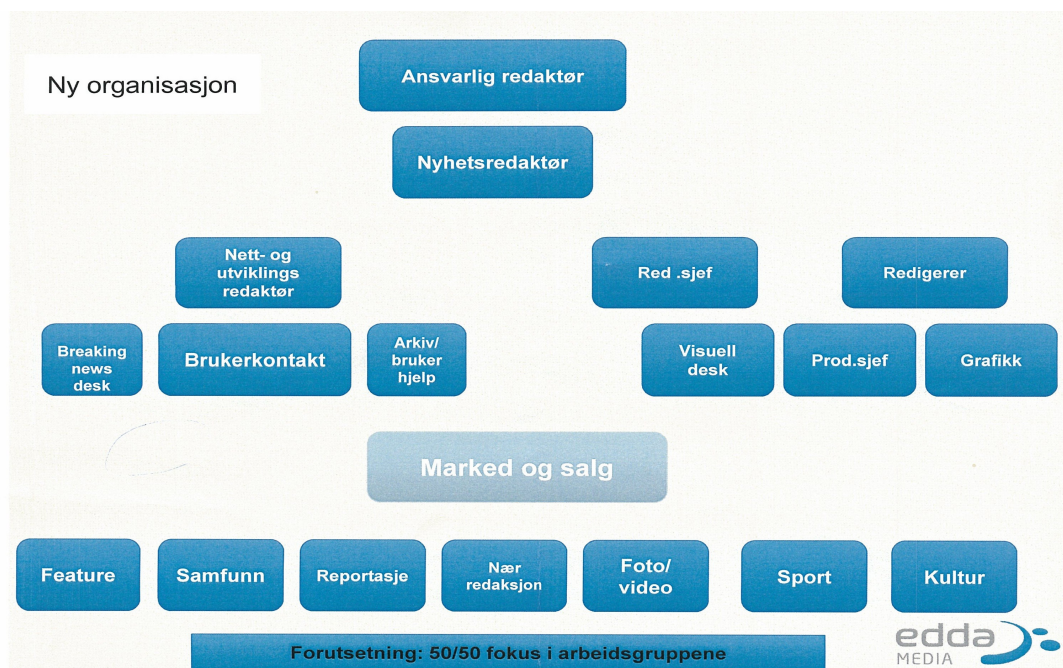 Ny organisasjon
Ansvarlig redaktør
Nyhetsredaktør
Nett- og
utviklings
redaktør
Red .sjef
Redigerer
Breaking
news
desk
Brukerkontakt
Arkiv/
bruker
hjelp
Visuell
desk
Prod.sjef
Grafikk
Marked og salg
Feature
Samfunn
Reportasje
Nær
redaksjon
Foto/
video
Sport
Kultur
Forutsetning: 50/50 fokus i arbeidsgruppene
edda
MEDIA